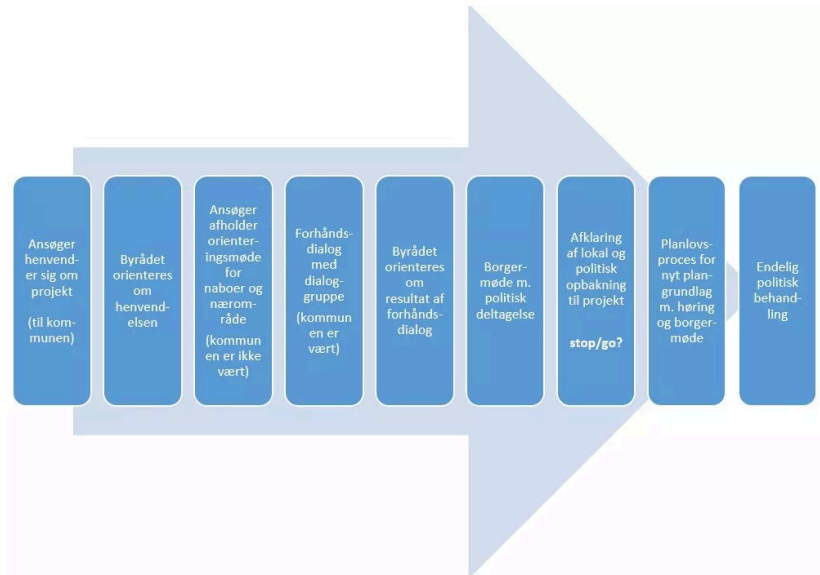 Ansøger
henvend-
er sig om
projekt
(til kom-
munen)
Byrådet
orienteres
om
henvend-
elsen
Ansøger
afholder
orienter-
ingsmøde
for
naboer og
nærom-
råde
(kommun
en er ikke
vært)
Forhånds-
dialog
med
dialog-
gruppe
(kommun
en er
vært)
Byrådet
orienteres
om
resultat af
forhånds-
dialog
Borger-
møde m.
politisk
deltagelse
Afklaring
af lokal og
politisk
opbakning
til projekt
stop/go?
Planlovs-
proces for
nyt plan-
grundlag
m. høring
og borger-
møde
Endelig
politisk
behand-
ling